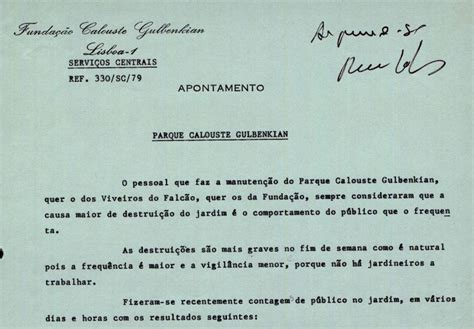 Fundação Calouste Gulbenkian
Lisboa-1
SERVIÇOS CENTRAIS
REF. 330/SC/79
APONTAMENTO
PARQUE CALOUSTE GULBENKIAN
O pessoal que faz a manutenção do Parque Calouste Gulbenkian,
quer o dos Viveiros do Falcão, quer os da Fundação, sempre consideraram que a
causa maior de destruição do jardim é o comportamento do público que o frequen
ta.
As destruições são mais graves no fim de semana como é natural
pois a frequência é maior e a vigilância menor, porque não há jardineiros a
trabalhar.
Fizeram-se recentemente contagem de público no jardim, em vários
dias e horas com os resultados seguintes: